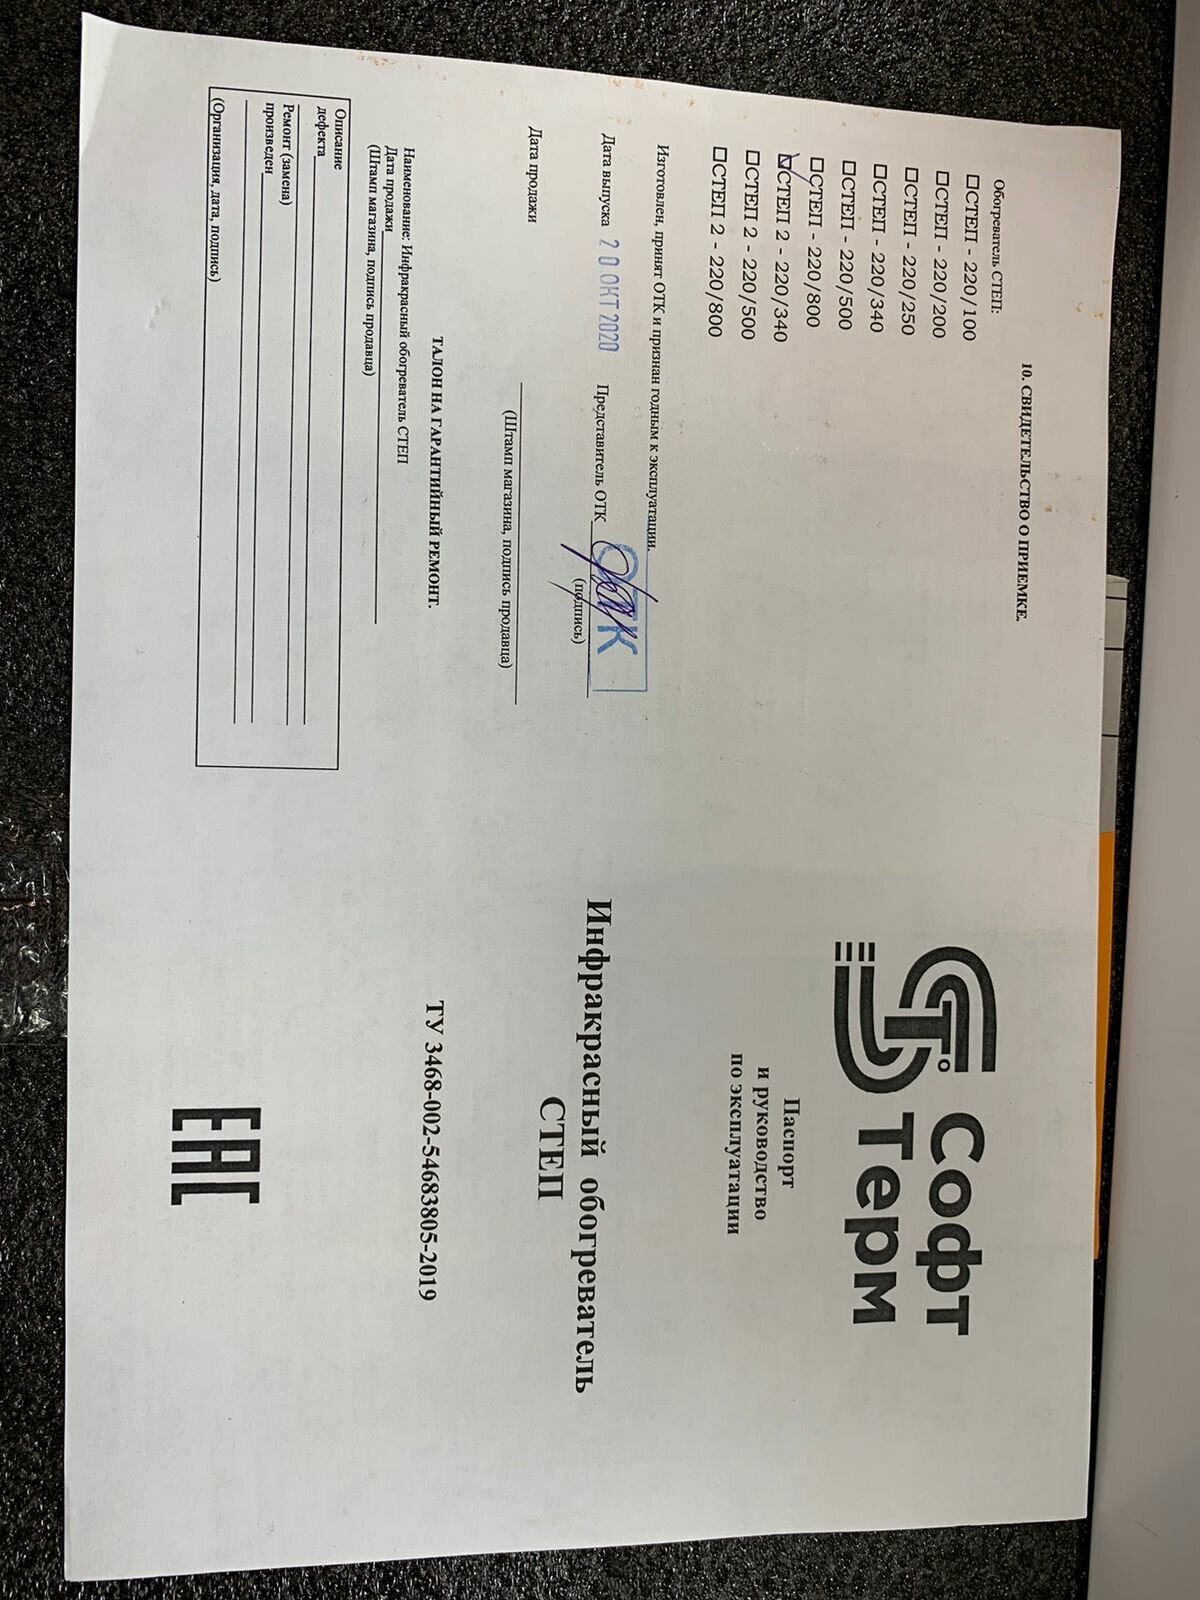 10. СВИДЕТЕЛЬСТВО О ПРИЕМКЕ.
Обогреватель СТЕП:
СТЕП - 220/100
СТЕП - 220/200
СТЕП - 220/250
СТЕП - 220/340
СТЕП - 220/500
СТЕП - 220/800
СТЕП 2 - 220/340
СТЕП 2 - 220/500
СТЕП 2 - 220/800
Изготовлен, принят ОТК и признан годным к эксплуатации.
Дата выпуска 20 ОКТ 2020 Представитель ОТК ОТК
(подпись)
Дата продажи
(Штамп магазина, подпись продавца)
ТАЛОН НА ГАРАНТИЙНЫЙ РЕМОНТ.
Наименование: Инфракрасный обогреватель СТЕП
Дата продажи
(Штамп магазина, подпись продавца)
Описание
дефекта
Ремонт (замена)
произведен
(Организация, дата, подпись)
СТ°
Софт
Терм
Паспорт
и руководство
по эксплуатации
Инфракрасный обогреватель
СТЕП
ТУ 3468-002-54683805-2019
ЕАС